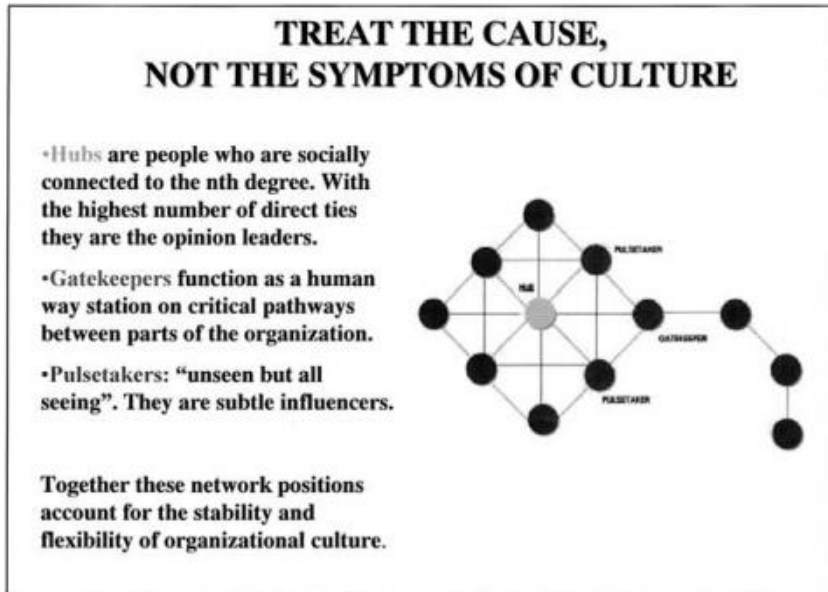 TREAT THE CAUSE,
NOT THE SYMPTOMS OF CULTURE
•Hubs are people who are socially
connected to the nth degree. With
the highest number of direct ties
they are the opinion leaders.
•Gatekeepers function as a human
way station on critical pathways
between parts of the organization.
•Pulsetakers: “unseen but all
seeing”. They are subtle influencers.
Together these network positions
account for the stability and
flexibility of organizational culture.
PULSETAKER
HUB
GATEKEEPER
PULSETAKER